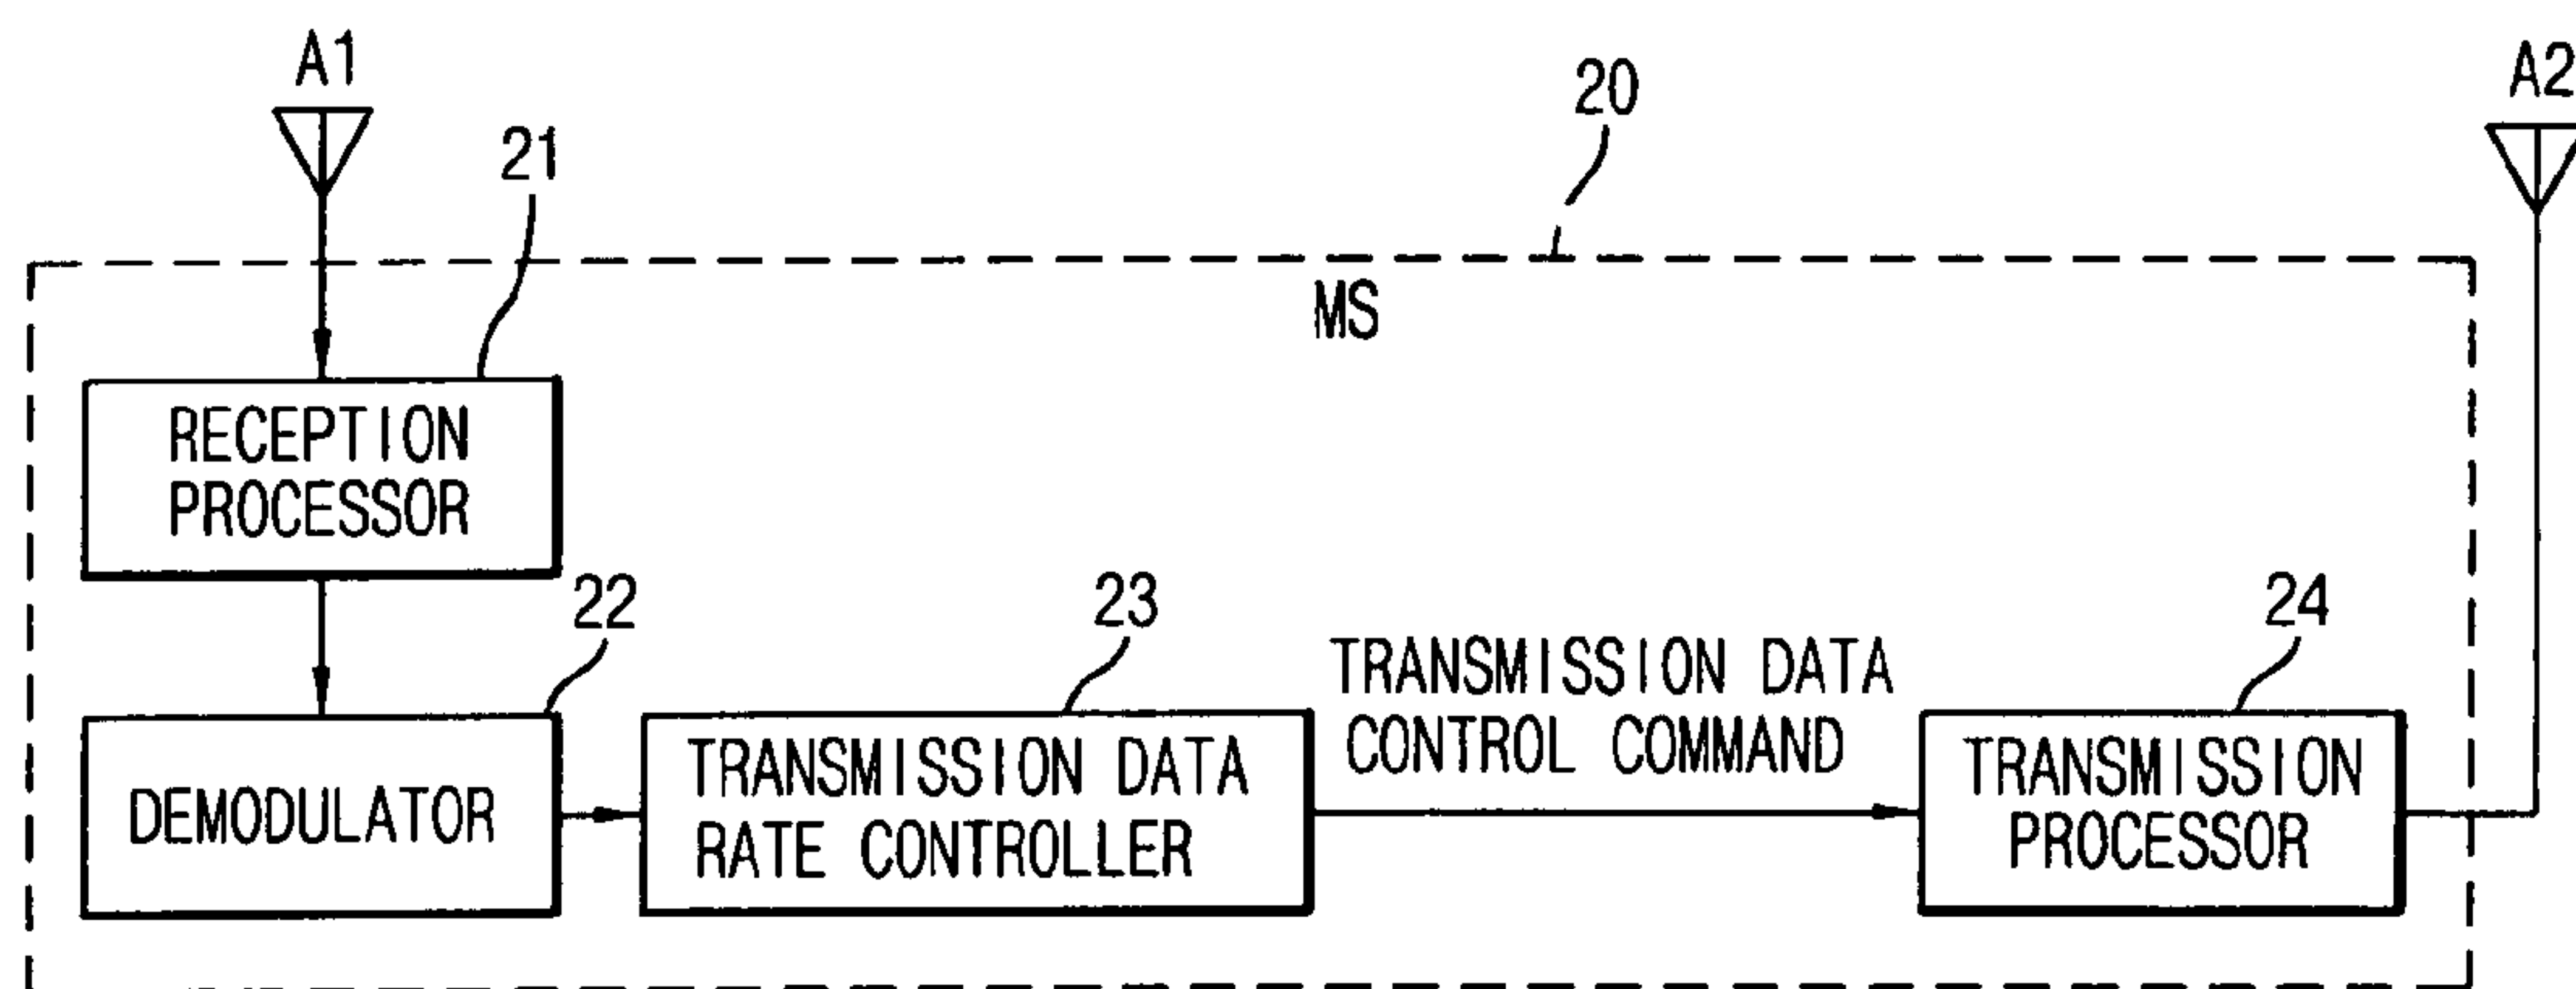 A1
21
20
A2
MS
RECEPTION
PROCESSOR
22
23
24
TRANSMISSION DATA
CONTROL COMMAND
DEMODULATOR
TRANSMISSION DATA
RATE CONTROLLER
TRANSMISSION
PROCESSOR